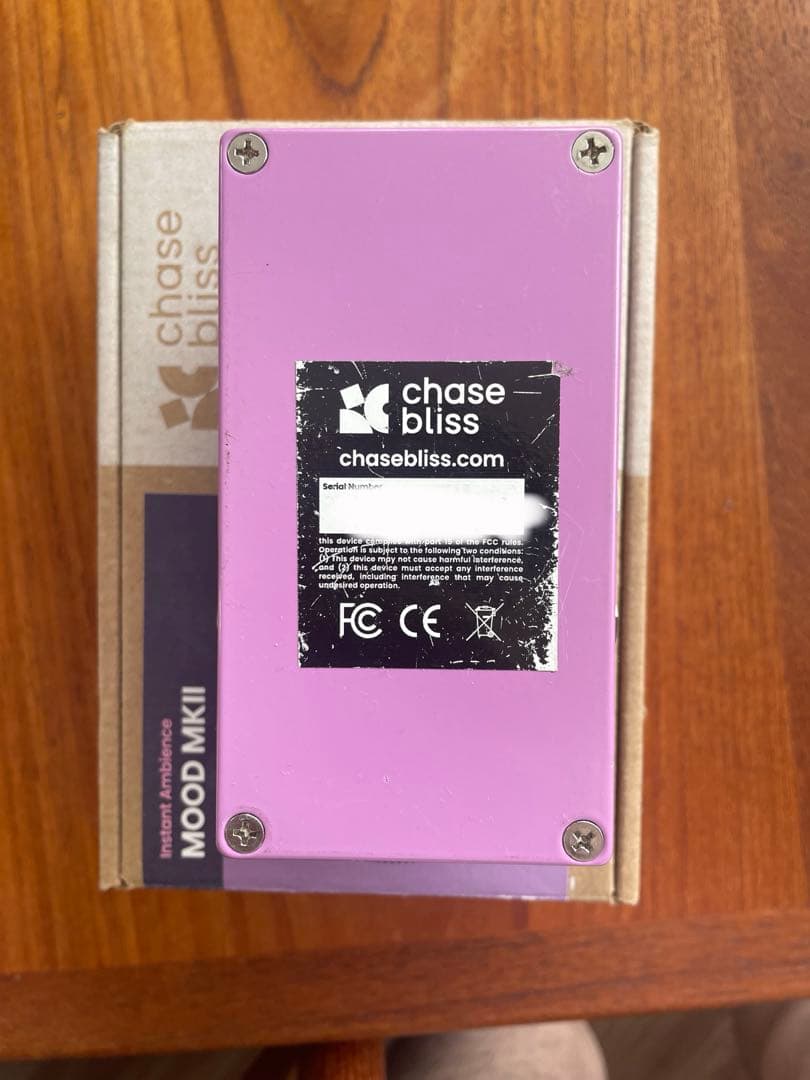 chase
bliss
chase
bliss
chasebliss.com
Serial Number
this device complies with part 15 of the FCC rules.
Operation is subject to the following two conditions:
(1) This device may not cause harmful interference,
and (2) this device must accept any interference
received, including interference that may cause
undesired operation.
FC CE
Instant Ambience
MOOD MKII